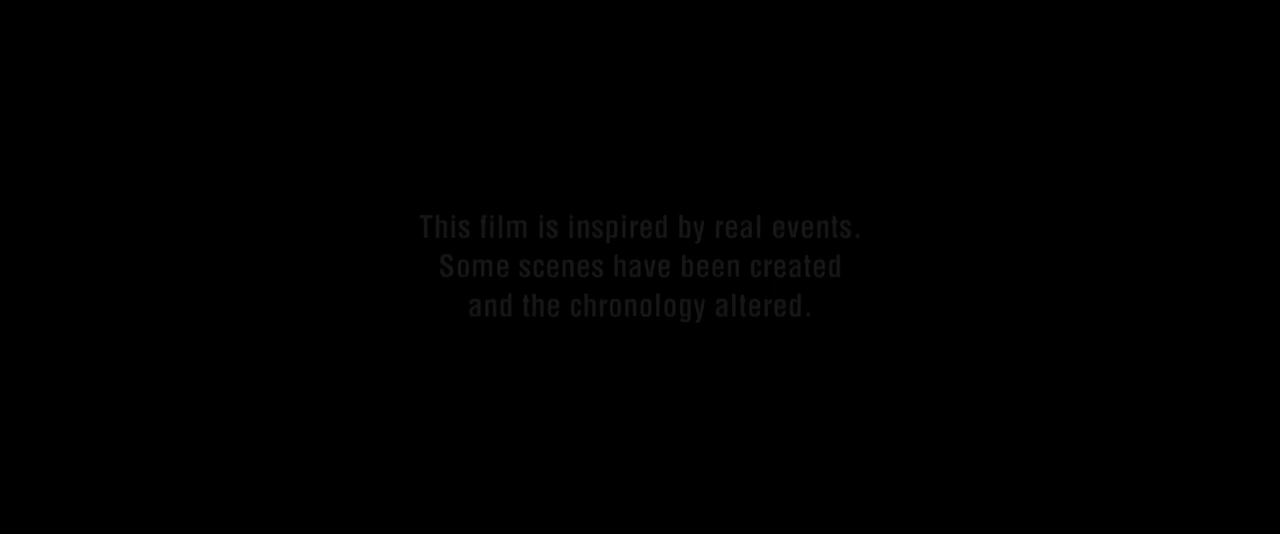 This film is inspired by real events.
Some scenes have been created
and the chronology altered.